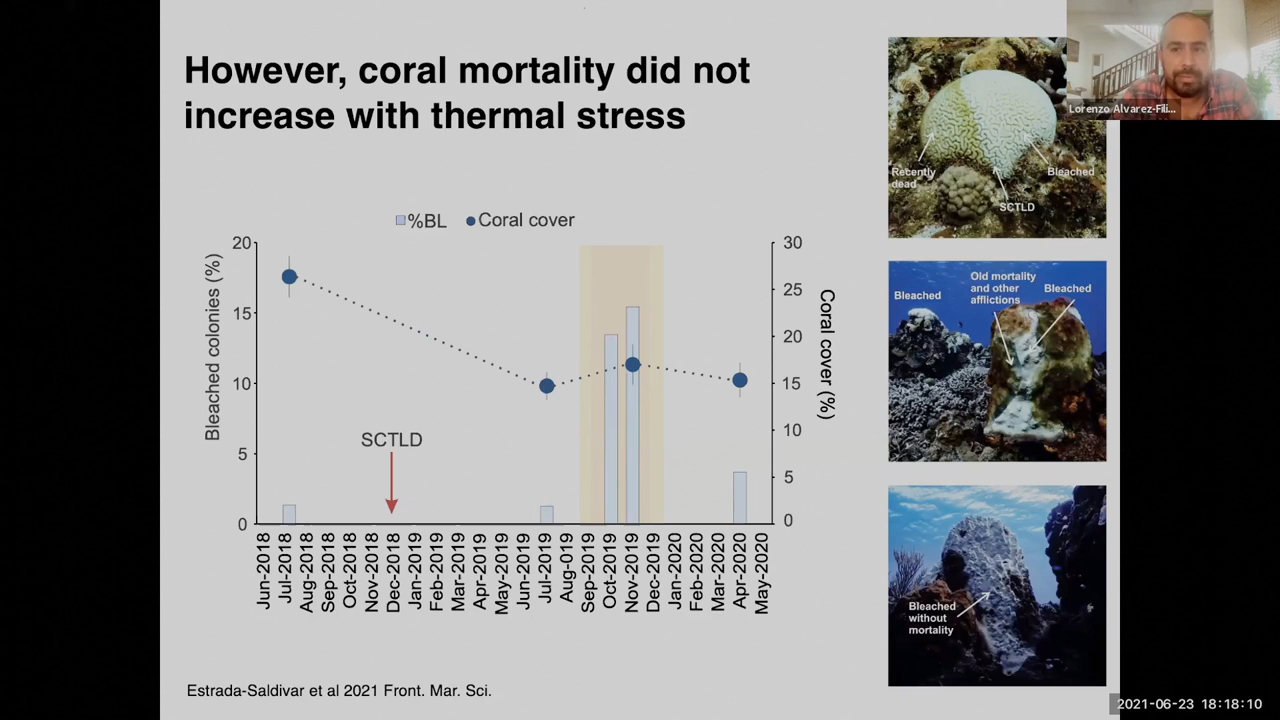 However, coral mortality did not
increase with thermal stress
%BL
Coral cover
Bleached colonies (%)
20
15
10
5
0
30
25
20
15
10
5
0
Coral cover (%)
SCTLD
Jun-2018
Jul-2018
Aug-2018
Sep-2018
Oct-2018
Nov-2018
Dec-2018
Jan-2019
Feb-2019
Mar-2019
Apr-2019
May-2019
Jun-2019
Jul-2019
Aug-019
Sep-2019
Oct-2019
Nov-2019
Dec-2019
Jan-2020
Feb-2020
Mar-2020
Apr-2020
May-2020
Estrada-Saldivar et al 2021 Front. Mar. Sci.
Lorenzo Alvarez-Fili...
Recently
dead
Bleached
SCTLD
Bleached
Old mortality
and other
afflictions
Bleached
Bleached
without
mortality
2021-06-23 18:18:10